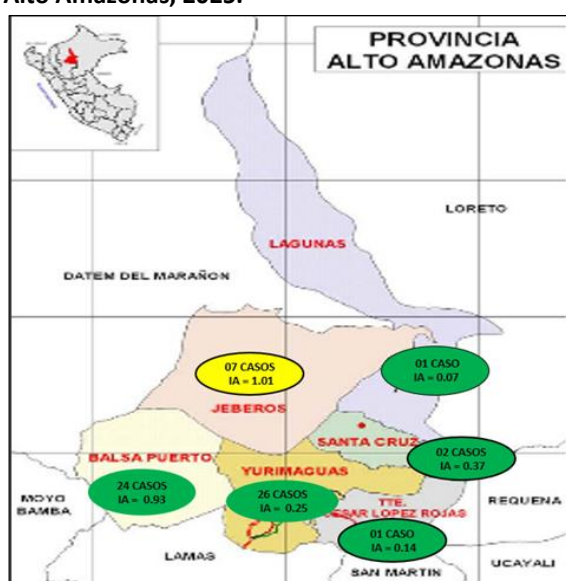 Alto Amazonas, 2023.
PROVINCIA
ALTO AMAZONAS
LORETO
LAGUNAS
DATEM DEL MARAÑON
07 CASOS
IA = 1.01
01 CASO
IA = 0.07
JEBEROS
SANTA CRUZ
BALSA PUERTO
YURIMAGUAS
02 CASOS
IA = 0.37
24 CASOS
IA = 0.93
26 CASOS
IA = 0.25
MOYO
BAMBA
TTE.
CESAR LOPEZ ROJAS
REQUENA
01 CASO
IA = 0.14
LAMAS
SAN MARTIN
UCAYALI